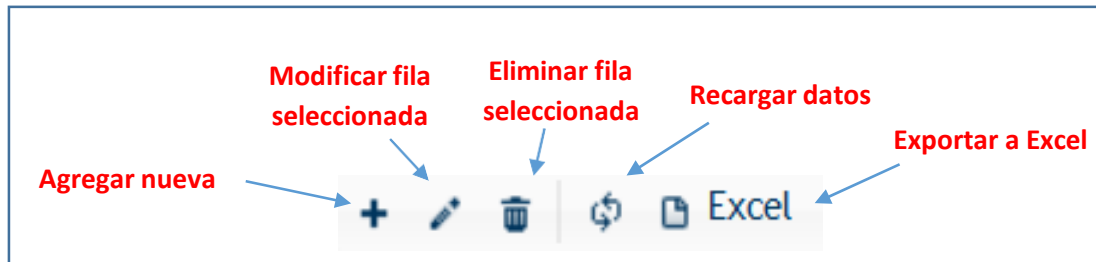 Modificar fila
seleccionada
Eliminar fila
seleccionada
Recargar datos
Exportar a Excel
Agregar nueva
Excel